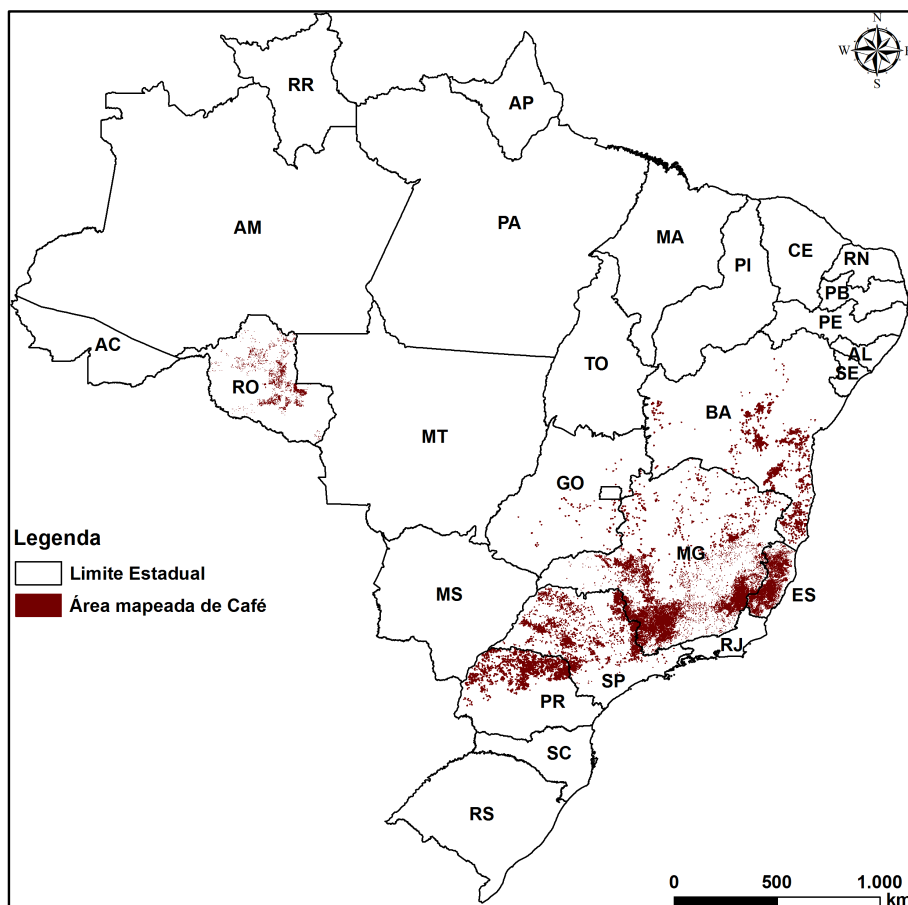 N
W E
S
RR
AP
AM
PA
MA
CE
RN
PI
PB
PE
AC
AL
SE
TO
RO
BA
MT
GO
Legenda
Limite Estadual
Área mapeada de Café
MG
MS
ES
RJ
SP
PR
SC
RS
0 500 1.000
km